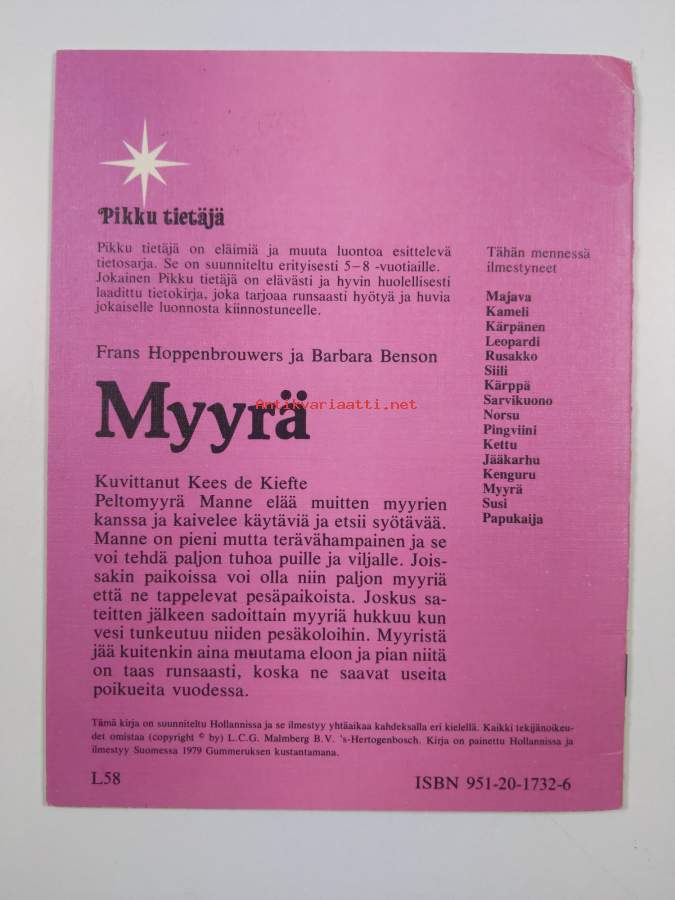 Pikku tietäjä
Pikku tietäjä on eläimiä ja muuta luontoa esittelevä
tietosarja. Se on suunniteltu erityisesti 5–8 -vuotiaille.
Jokainen Pikku tietäjä on elävästi ja hyvin huolellisesti
laadittu tietokirja, joka tarjoaa runsaasti hyötyä ja huvia
jokaiselle luonnosta kiinnostuneelle.
Frans Hoppenbrouwers ja Barbara Benson
Myyrä
Antikvariaatti.net
Kuvittanut Kees de Kiefte
Peltomyyrä Manne elää muitten myyrien
kanssa ja kaivelee käytäviä ja etsii syötävää.
Manne on pieni mutta terävähampainen ja se
voi tehdä paljon tuhoa puille ja viljalle. Jois-
sakin paikoissa voi olla niin paljon myyriä
että ne tappelevat pesäpaikoista. Joskus sa-
teitten jälkeen sadoittain myyriä hukkuu kun
vesi tunkeutuu niiden pesäkoloihin. Myyristä
jää kuitenkin aina muutama eloon ja pian niitä
on taas runsaasti, koska ne saavat useita
poikueita vuodessa.
Tähän mennessä
ilmestyneet
Majava
Kameli
Kärpänen
Leopardi
Rusakko
Siili
Kärppä
Sarvikuono
Norsu
Pingviini
Kettu
Jääkarhu
Kenguru
Myyrä
Susi
Papukaija
Tämä kirja on suunniteltu Hollannissa ja se ilmestyy yhtäaikaa kahdeksalla eri kielellä. Kaikki tekijänoikeu-
det omistaa (copyright © by) L.C.G. Malmberg B.V. 's-Hertogenbosch. Kirja on painettu Hollannissa ja
ilmestyy Suomessa 1979 Gummeruksen kustantamana.
L58
ISBN 951-20-1732-6